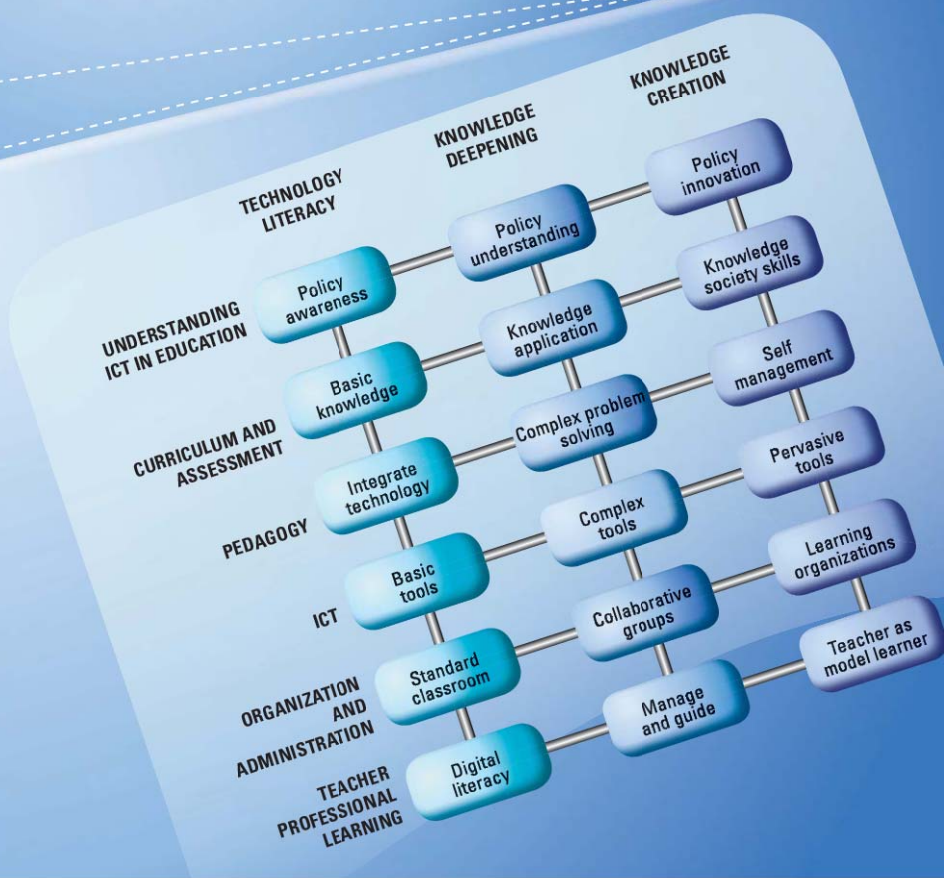 TECHNOLOGY
LITERACY
KNOWLEDGE
DEEPENING
KNOWLEDGE
CREATION
UNDERSTANDING
ICT IN EDUCATION
Policy
awareness
Policy
understanding
Policy
innovation
CURRICULUM AND
ASSESSMENT
Basic
knowledge
Knowledge
application
Knowledge
society skills
PEDAGOGY
Integrate
technology
Complex problem
solving
Self
management
ICT
Basic
tools
Complex
tools
Pervasive
tools
ORGANIZATION
AND
ADMINISTRATION
Standard
classroom
Collaborative
groups
Learning
organizations
TEACHER
PROFESSIONAL
LEARNING
Digital
literacy
Manage
and guide
Teacher as
model learner